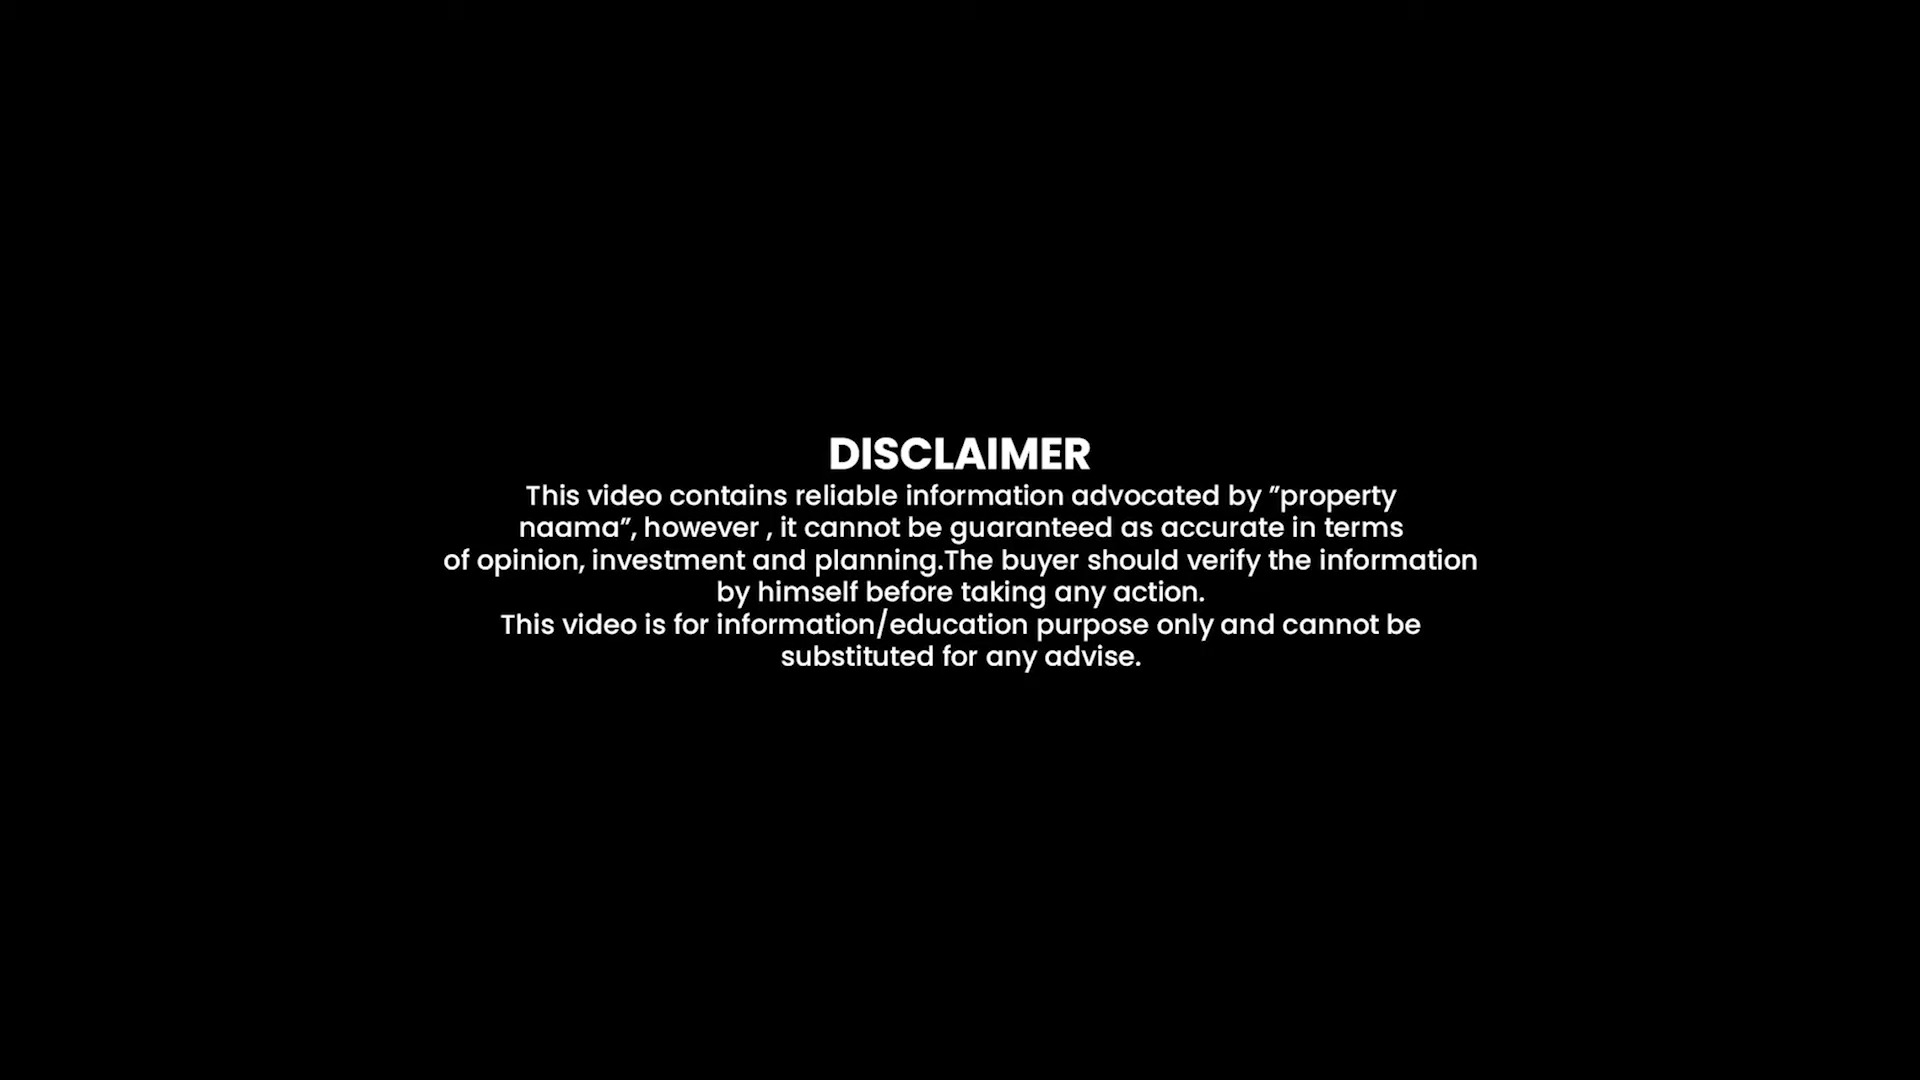 DISCLAIMER
This video contains reliable information advocated by ”property
naama”, however , it cannot be guaranteed as accurate in terms
of opinion, investment and planning.The buyer should verify the information
by himself before taking any action.
This video is for information/education purpose only and cannot be
substituted for any advise.